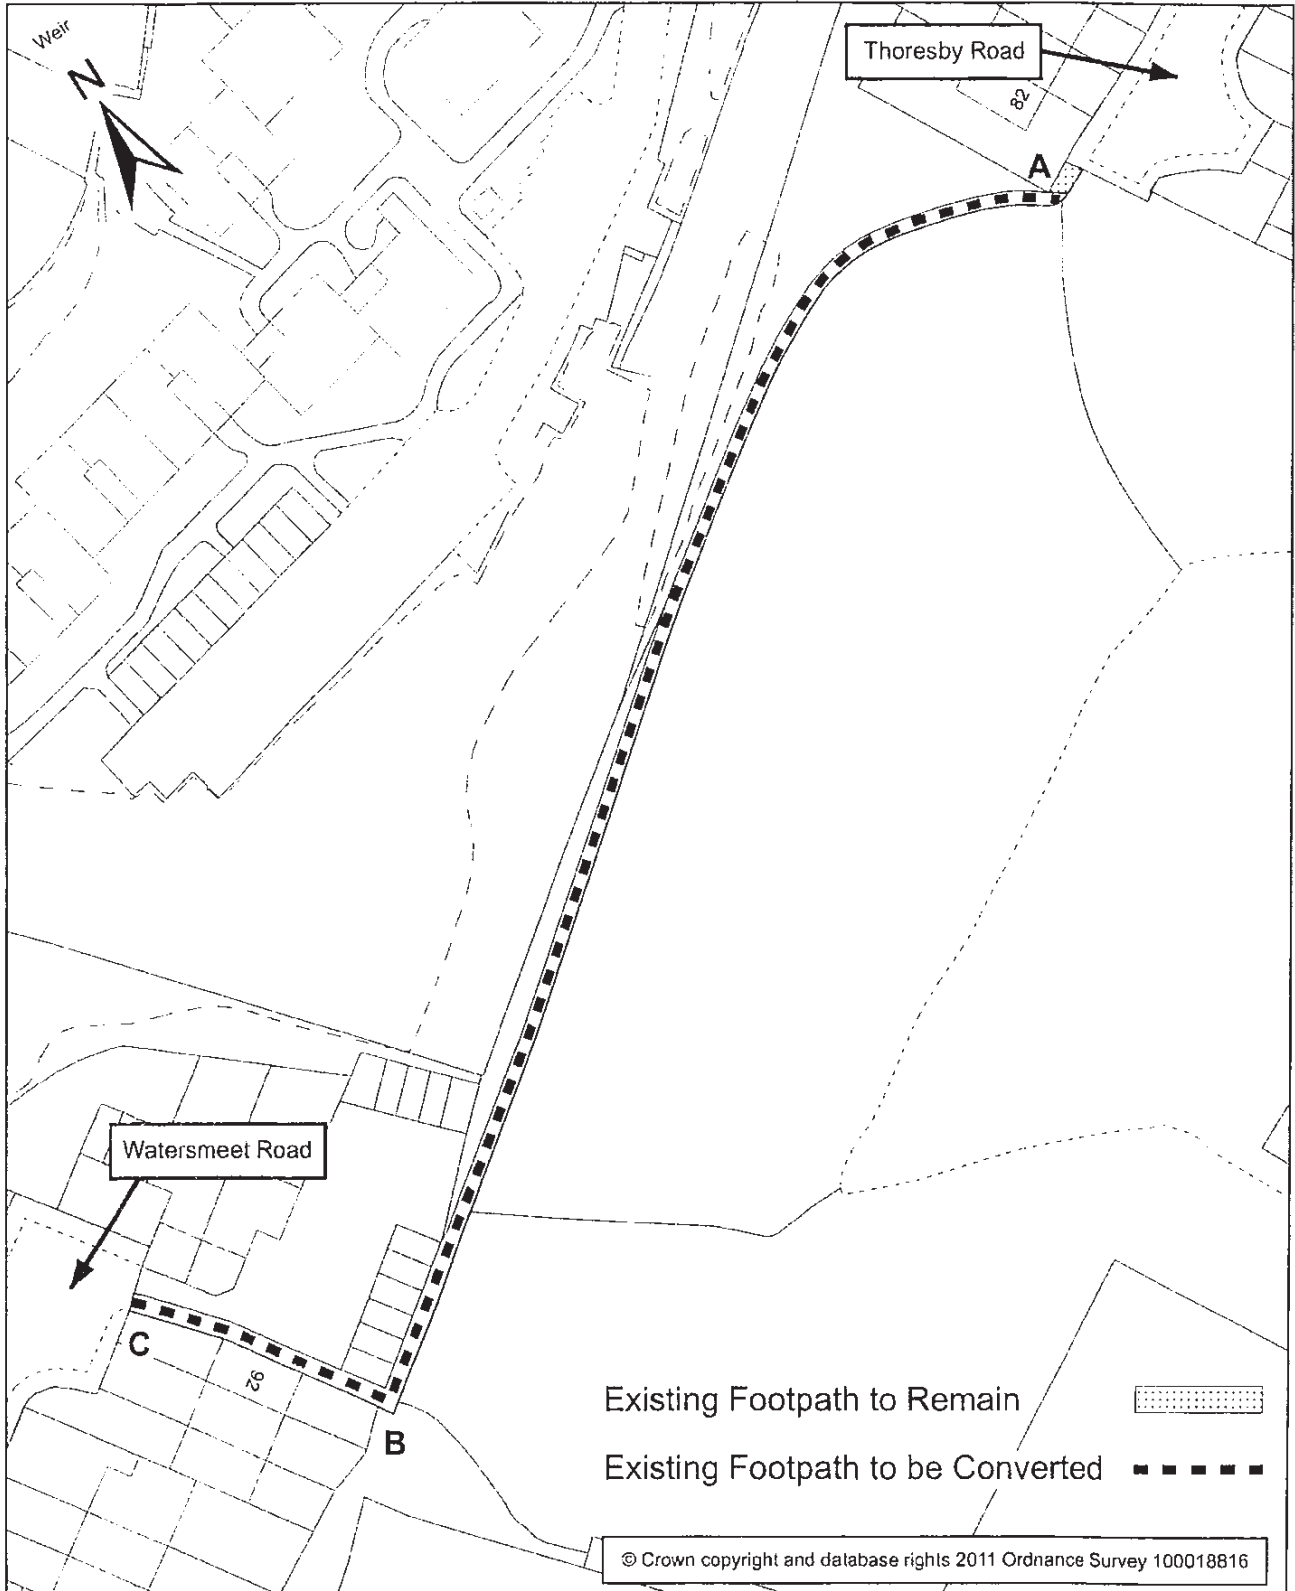 Weir
N
Thoresby Road
82
A
Watersmeet Road
C
92
B
Existing Footpath to Remain
Existing Footpath to be Converted
© Crown copyright and database rights 2011 Ordnance Survey 100018816